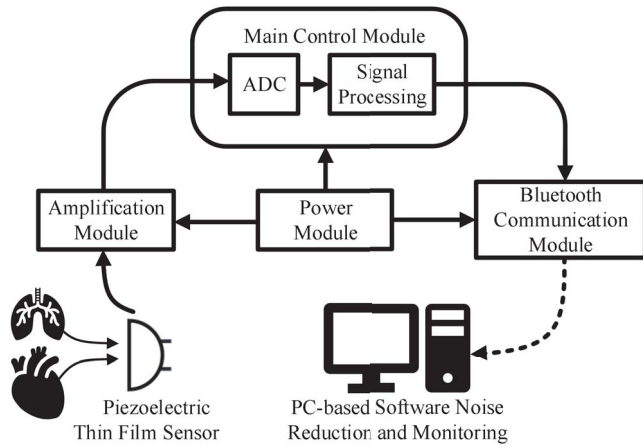 Main Control Module
ADC
Signal
Processing
Amplification
Module
Power
Module
Bluetooth
Communication
Module
Piezoelectric
Thin Film Sensor
PC-based Software Noise
Reduction and Monitoring